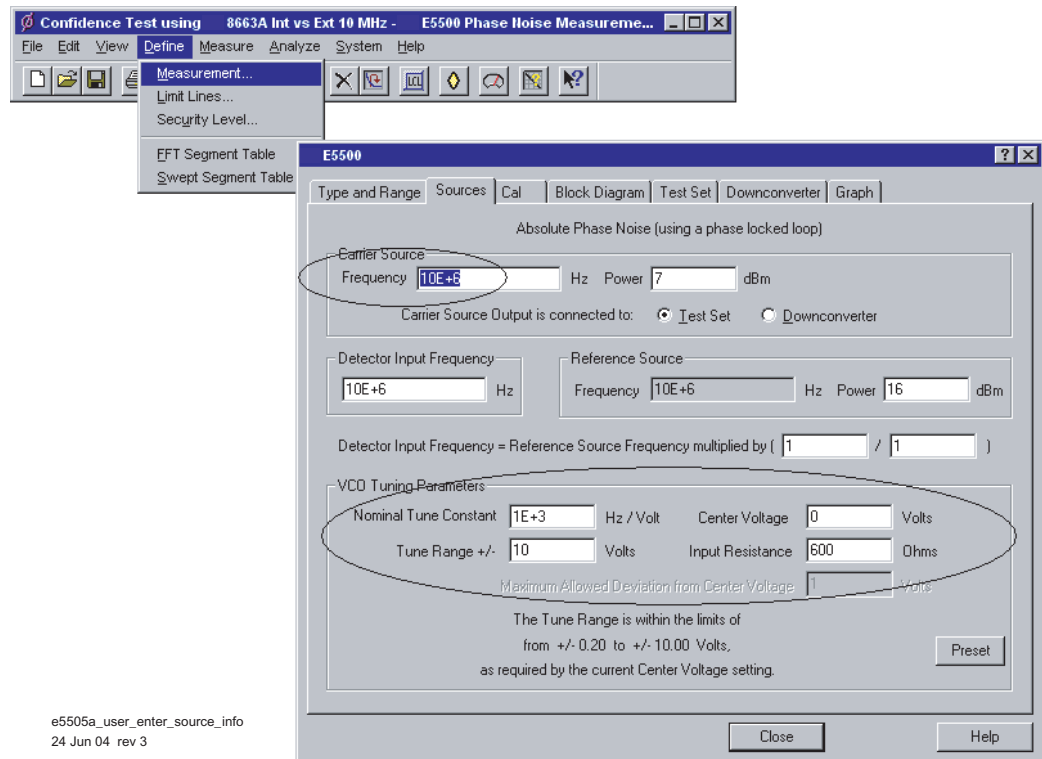 Ø Confidence Test using 8663A Int vs Ext 10 MHz - E5500 Phase Noise Measureme...
File Edit View Define Measure Analyze System Help
Measurement...
Limit Lines...
Security Level...
FFT Segment Table
Swept Segment Table
E5500
Type and Range Sources Cal Block Diagram Test Set Downconverter Graph
Absolute Phase Noise (using a phase locked loop)
Carrier Source
Frequency 10E+6 Hz Power 7 dBm
Carrier Source Output is connected to: Test Set Downconverter
Detector Input Frequency
10E+6 Hz
Reference Source
Frequency 10E+6 Hz Power 16 dBm
Detector Input Frequency = Reference Source Frequency multiplied by ( 1 / 1 )
VCO Tuning Parameters
Nominal Tune Constant 1E+3 Hz / Volt Center Voltage 0 Volts
Tune Range +/- 10 Volts Input Resistance 600 Ohms
Maximum Allowed Deviation from Center Voltage 1 Volts
The Tune Range is within the limits of
from +/- 0.20 to +/- 10.00 Volts,
as required by the current Center Voltage setting.
Preset
Close Help
e5505a_user_enter_source_info
24 Jun 04 rev 3